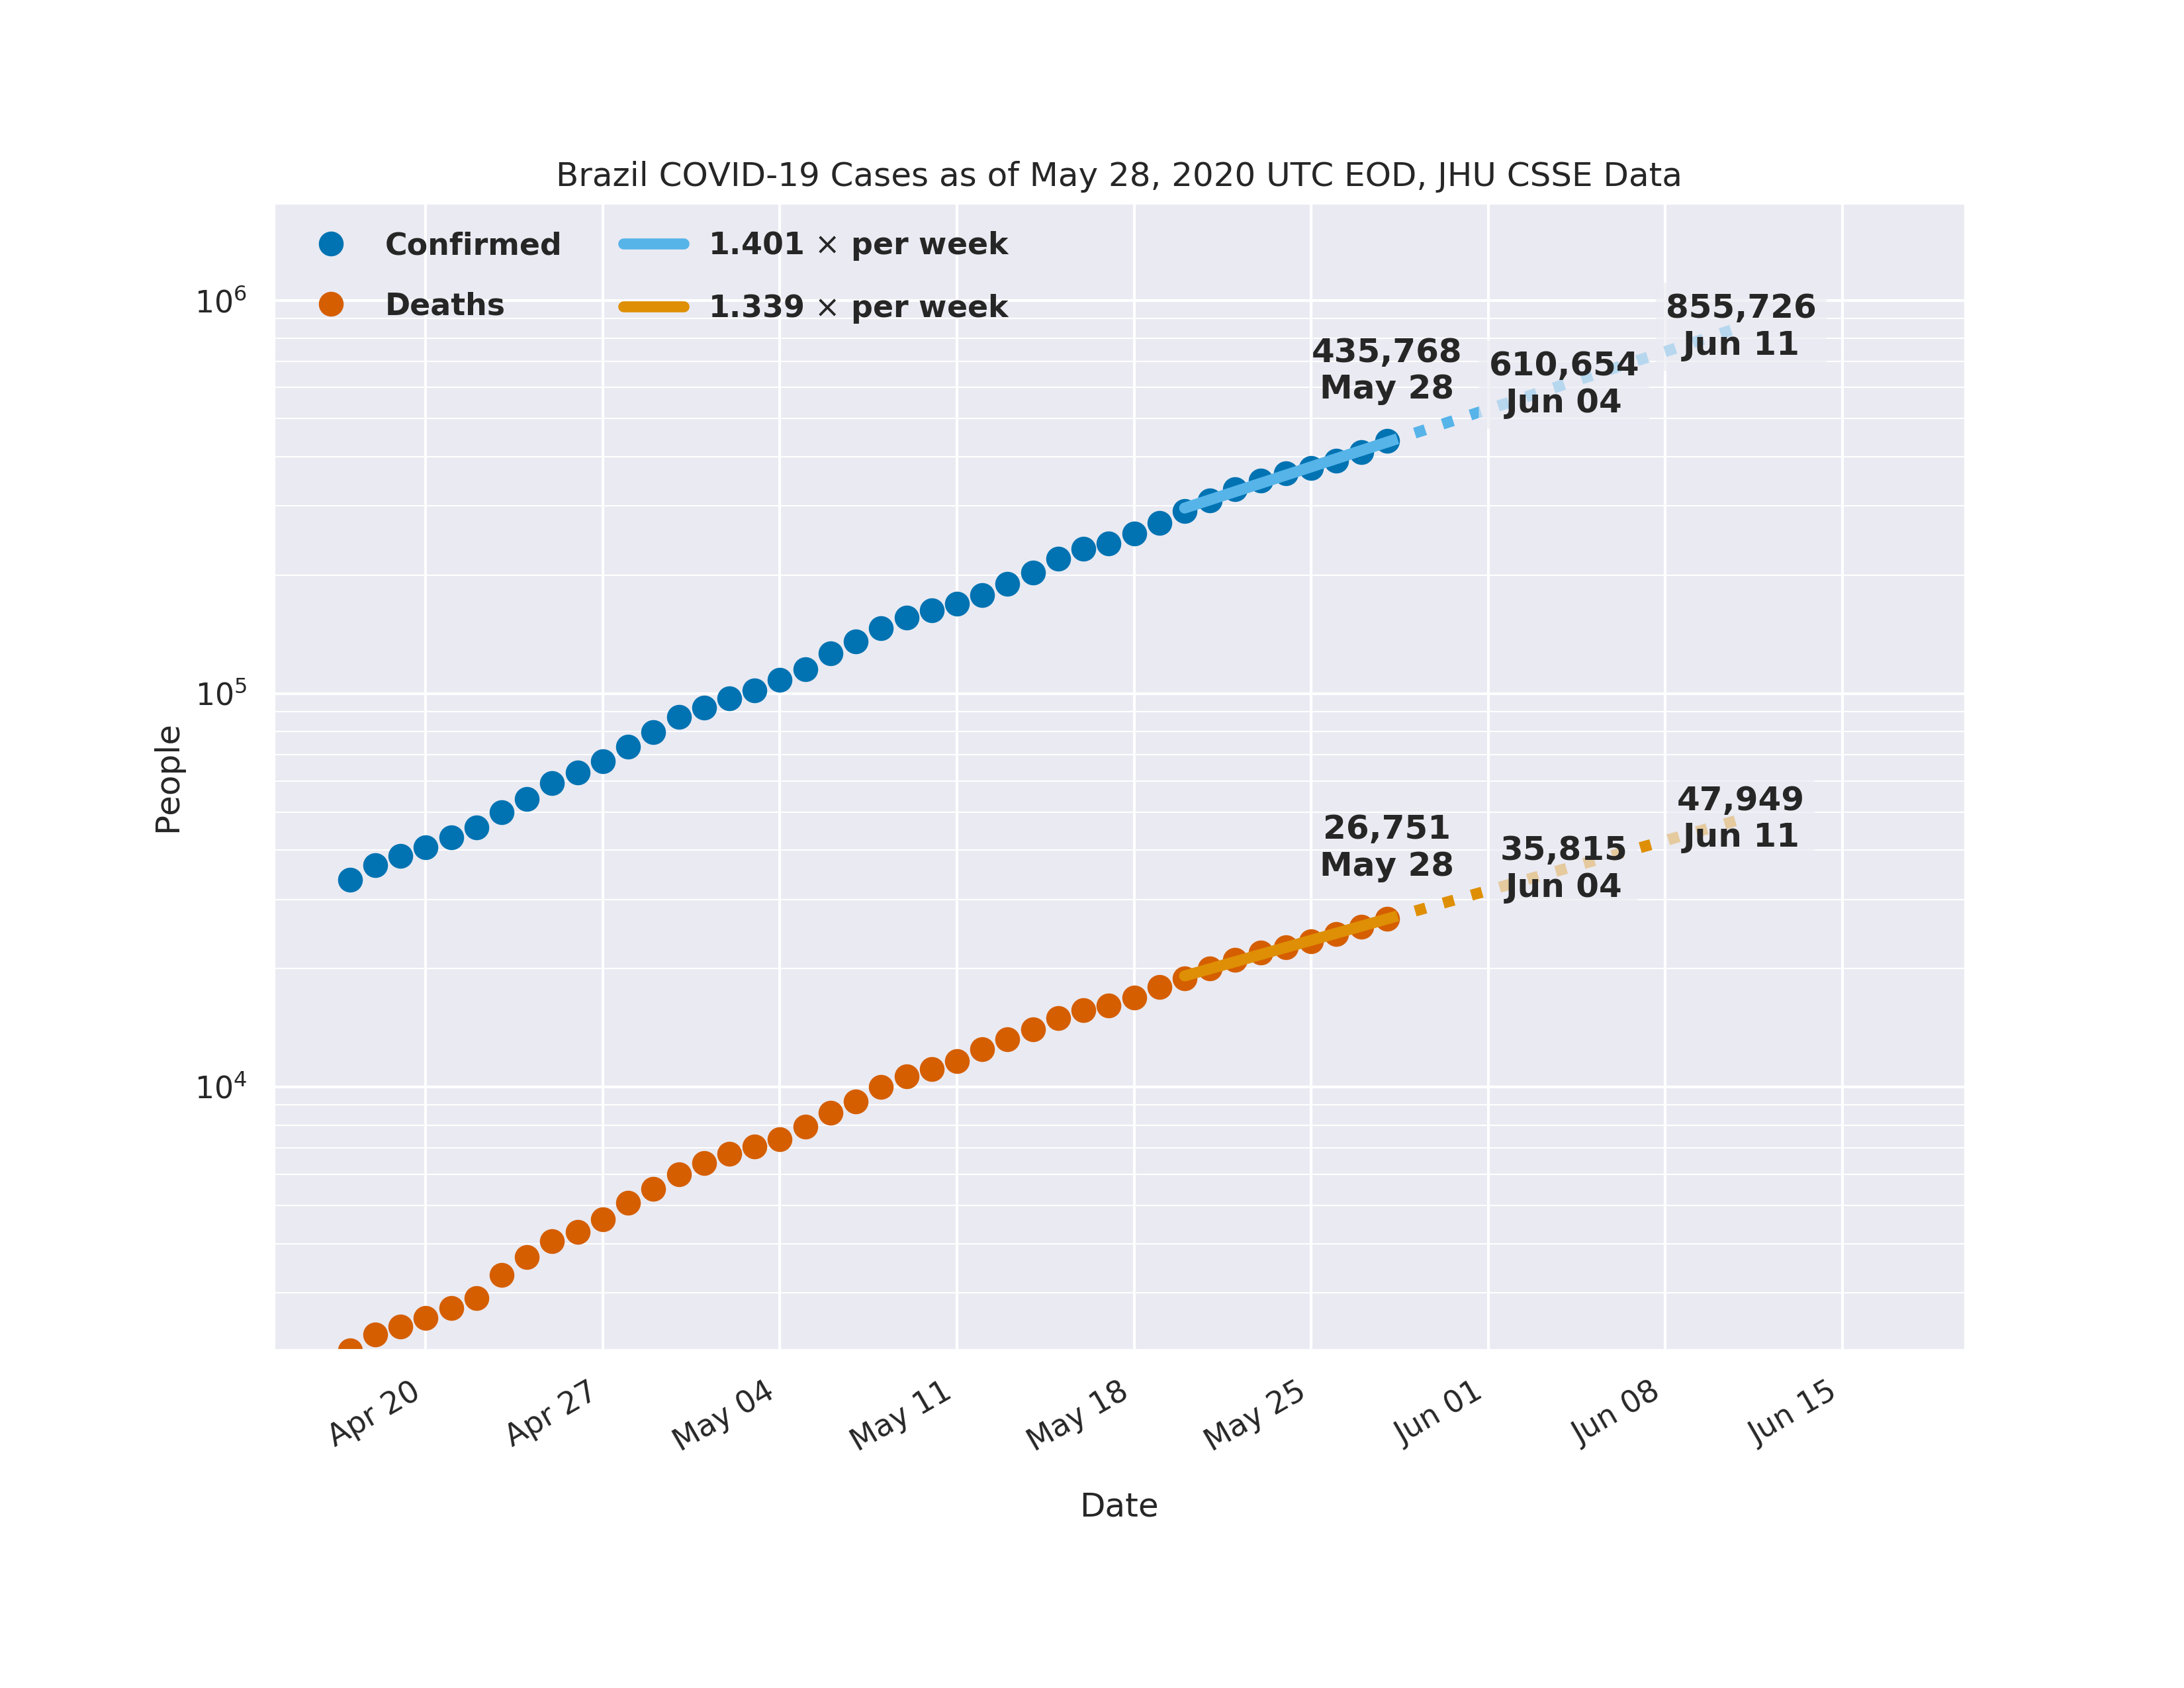 Brazil COVID-19 Cases as of May 28, 2020 UTC EOD, JHU CSSE Data
Confirmed
Deaths
1.401 × per week
1.339 × per week
855,726
Jun 11
435,768
May 28
610,654
Jun 04
47,949
Jun 11
26,751
May 28
35,815
Jun 04
People
10⁶
10⁵
10⁴
Apr 20
Apr 27
May 04
May 11
May 18
May 25
Jun 01
Jun 08
Jun 15
Date